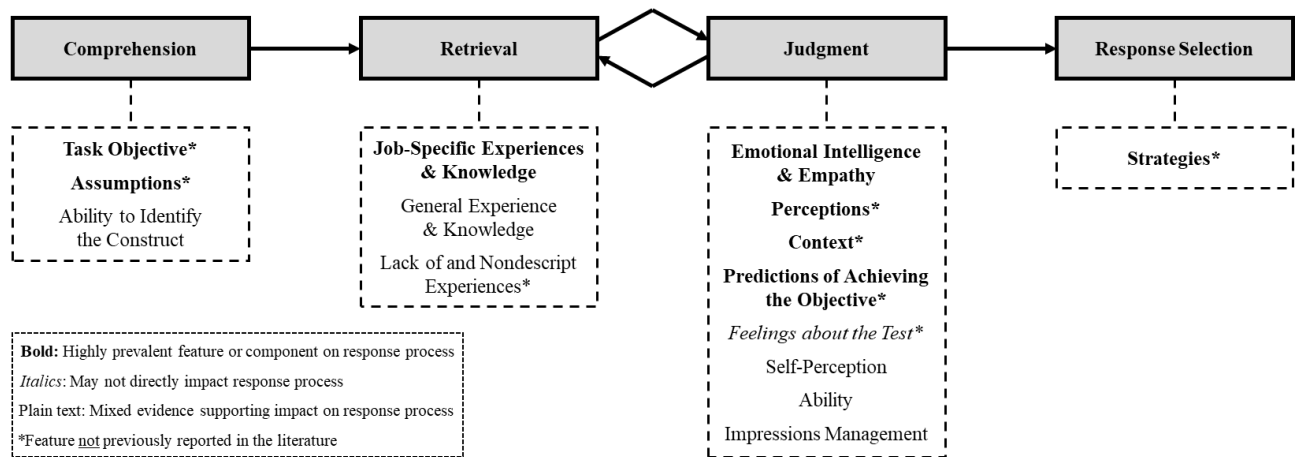 Comprehension
Retrieval
Judgment
Response Selection
Task Objective*
Assumptions*
Ability to Identify
the Construct
Job-Specific Experiences
& Knowledge
General Experience
& Knowledge
Lack of and Nondescript
Experiences*
Emotional Intelligence
& Empathy
Perceptions*
Context*
Predictions of Achieving
the Objective*
Feelings about the Test*
Self-Perception
Ability
Impressions Management
Strategies*
Bold: Highly prevalent feature or component on response process
Italics: May not directly impact response process
Plain text: Mixed evidence supporting impact on response process
*Feature not previously reported in the literature